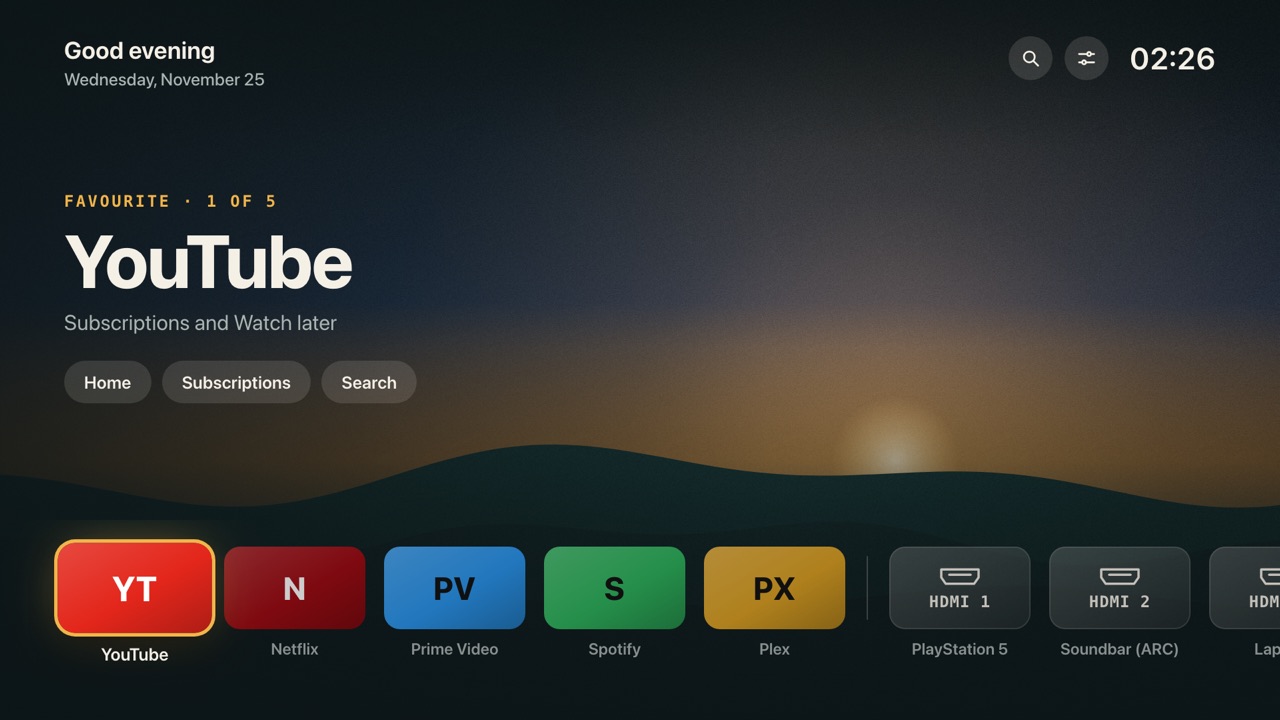 Good evening
Wednesday, November 25
02:26
FAVOURITE · 1 OF 5
YouTube
Subscriptions and Watch later
Home
Subscriptions
Search
YT
N
PV
S
PX
HDMI 1
HDMI 2
YouTube
Netflix
Prime Video
Spotify
Plex
PlayStation 5
Soundbar (ARC)